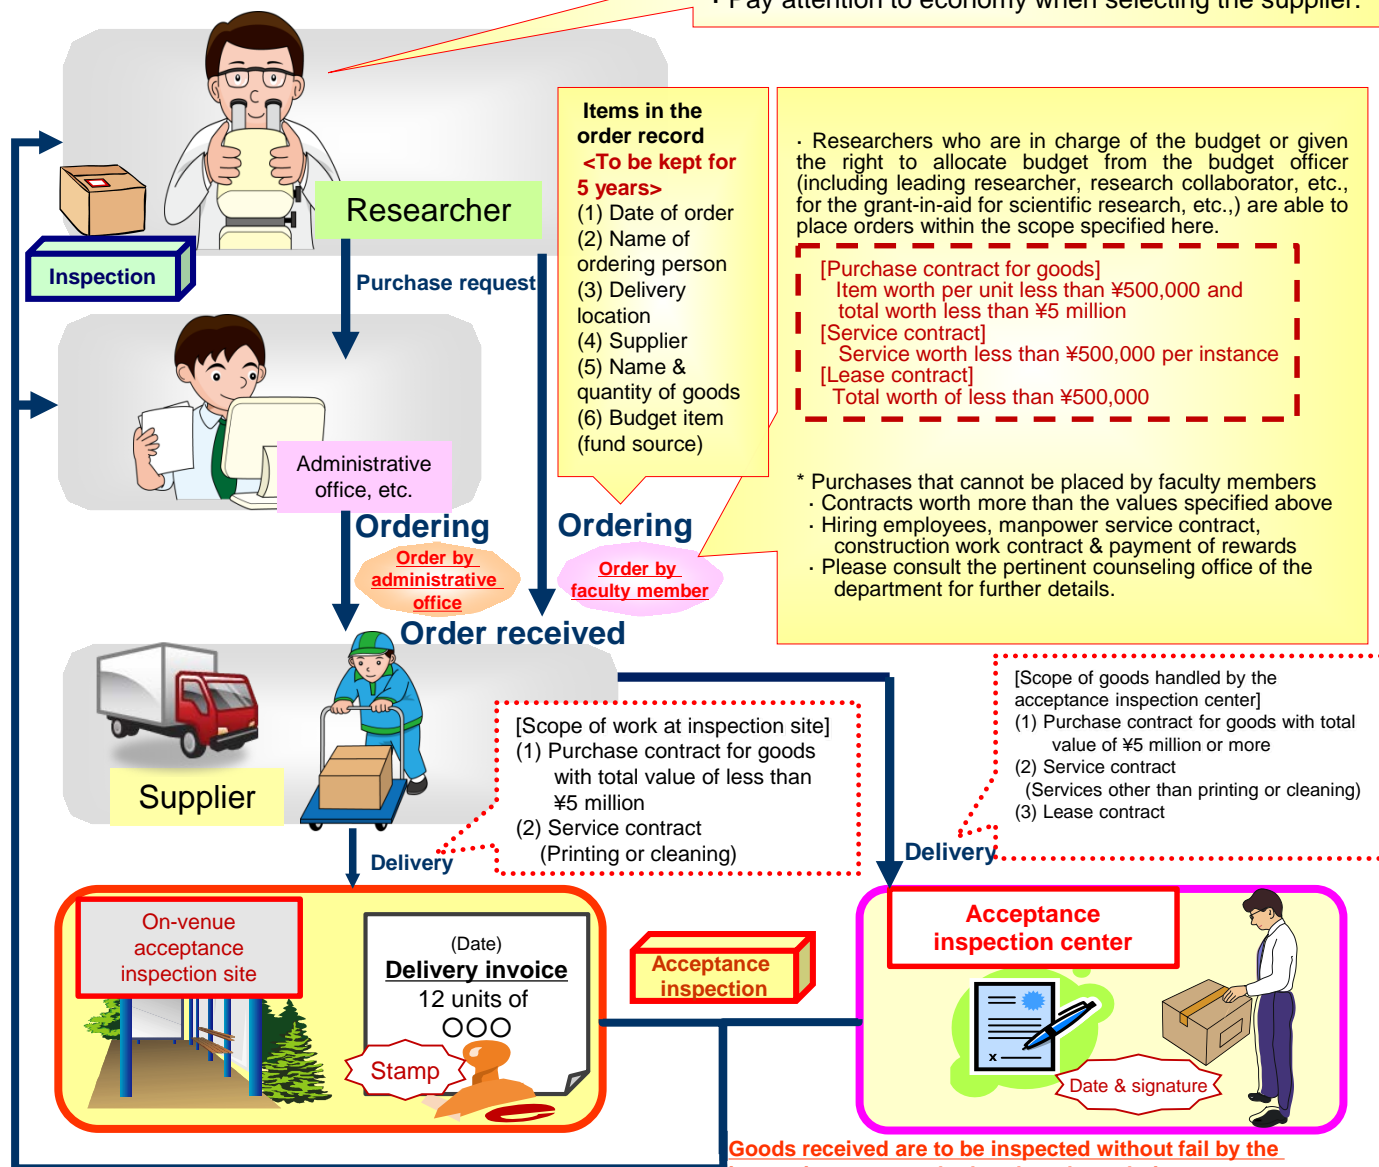 · Pay attention to economy when selecting the supplier.
Researcher
Inspection
Purchase request
Items in the
order record
<To be kept for
5 years>
(1) Date of order
(2) Name of
ordering person
(3) Delivery
location
(4) Supplier
(5) Name &
quantity of goods
(6) Budget item
(fund source)
· Researchers who are in charge of the budget or given
the right to allocate budget from the budget officer
(including leading researcher, research collaborator, etc.,
for the grant-in-aid for scientific research, etc.,) are able to
place orders within the scope specified here.
[Purchase contract for goods]
Item worth per unit less than ¥500,000 and
total worth less than ¥5 million
[Service contract]
Service worth less than ¥500,000 per instance
[Lease contract]
Total worth of less than ¥500,000
* Purchases that cannot be placed by faculty members
· Contracts worth more than the values specified above
· Hiring employees, manpower service contract,
construction work contract & payment of rewards
· Please consult the pertinent counseling office of the
department for further details.
Administrative
office, etc.
Ordering
Order by
administrative
office
Ordering
Order by
faculty member
Order received
Supplier
[Scope of work at inspection site]
(1) Purchase contract for goods
with total value of less than
¥5 million
(2) Service contract
(Printing or cleaning)
Delivery
[Scope of goods handled by the
acceptance inspection center]
(1) Purchase contract for goods with total
value of ¥5 million or more
(2) Service contract
(Services other than printing or cleaning)
(3) Lease contract
Delivery
On-venue
acceptance
inspection site
(Date)
Delivery invoice
12 units of
○○○
Stamp
Acceptance
inspection
Acceptance
inspection center
x
Date & signature
Goods received are to be inspected without fail by the